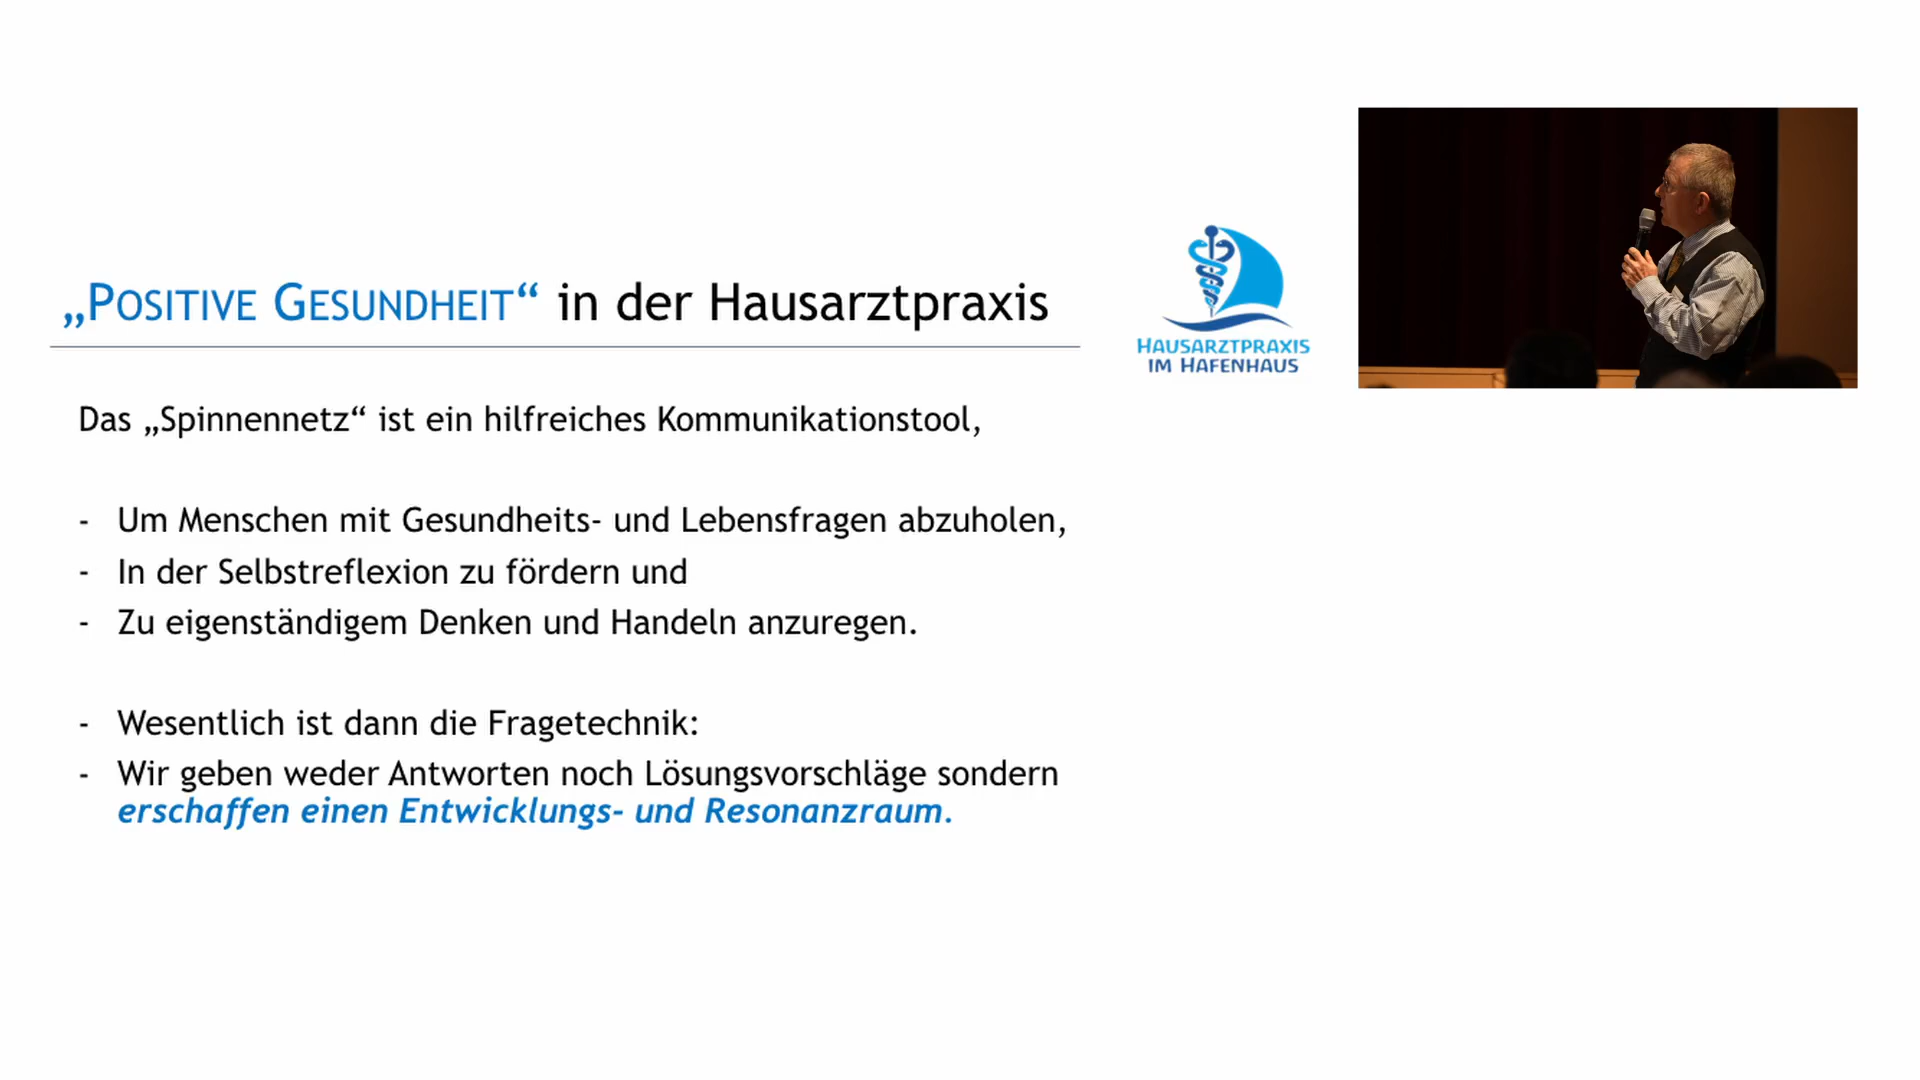 „POSITIVE GESUNDHEIT“ in der Hausarztpraxis
HAUSARZTPRAXIS
IM HAFENHAUS
Das „Spinnennetz“ ist ein hilfreiches Kommunikationstool,
- Um Menschen mit Gesundheits- und Lebensfragen abzuholen,
- In der Selbstreflexion zu fördern und
- Zu eigenständigem Denken und Handeln anzuregen.
- Wesentlich ist dann die Fragetechnik:
- Wir geben weder Antworten noch Lösungsvorschläge sondern
erschaffen einen Entwicklungs- und Resonanzraum.